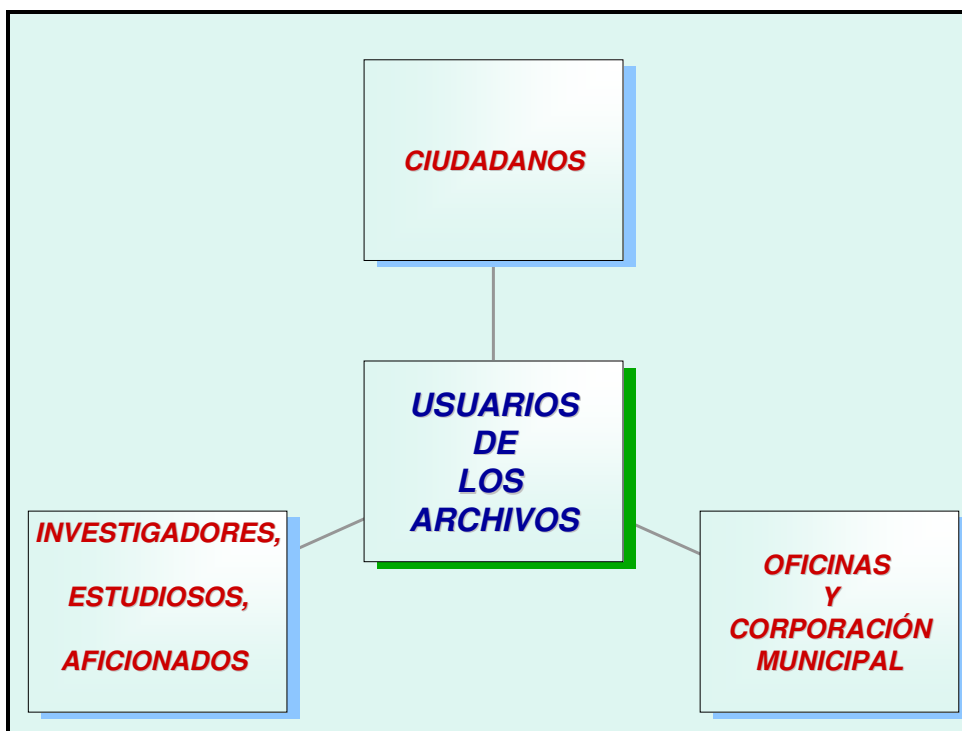 CIUDADANOS
USUARIOS
DE
LOS
ARCHIVOS
INVESTIGADORES,
ESTUDIOSOS,
AFICIONADOS
OFICINAS
Y
CORPORACIÓN
MUNICIPAL